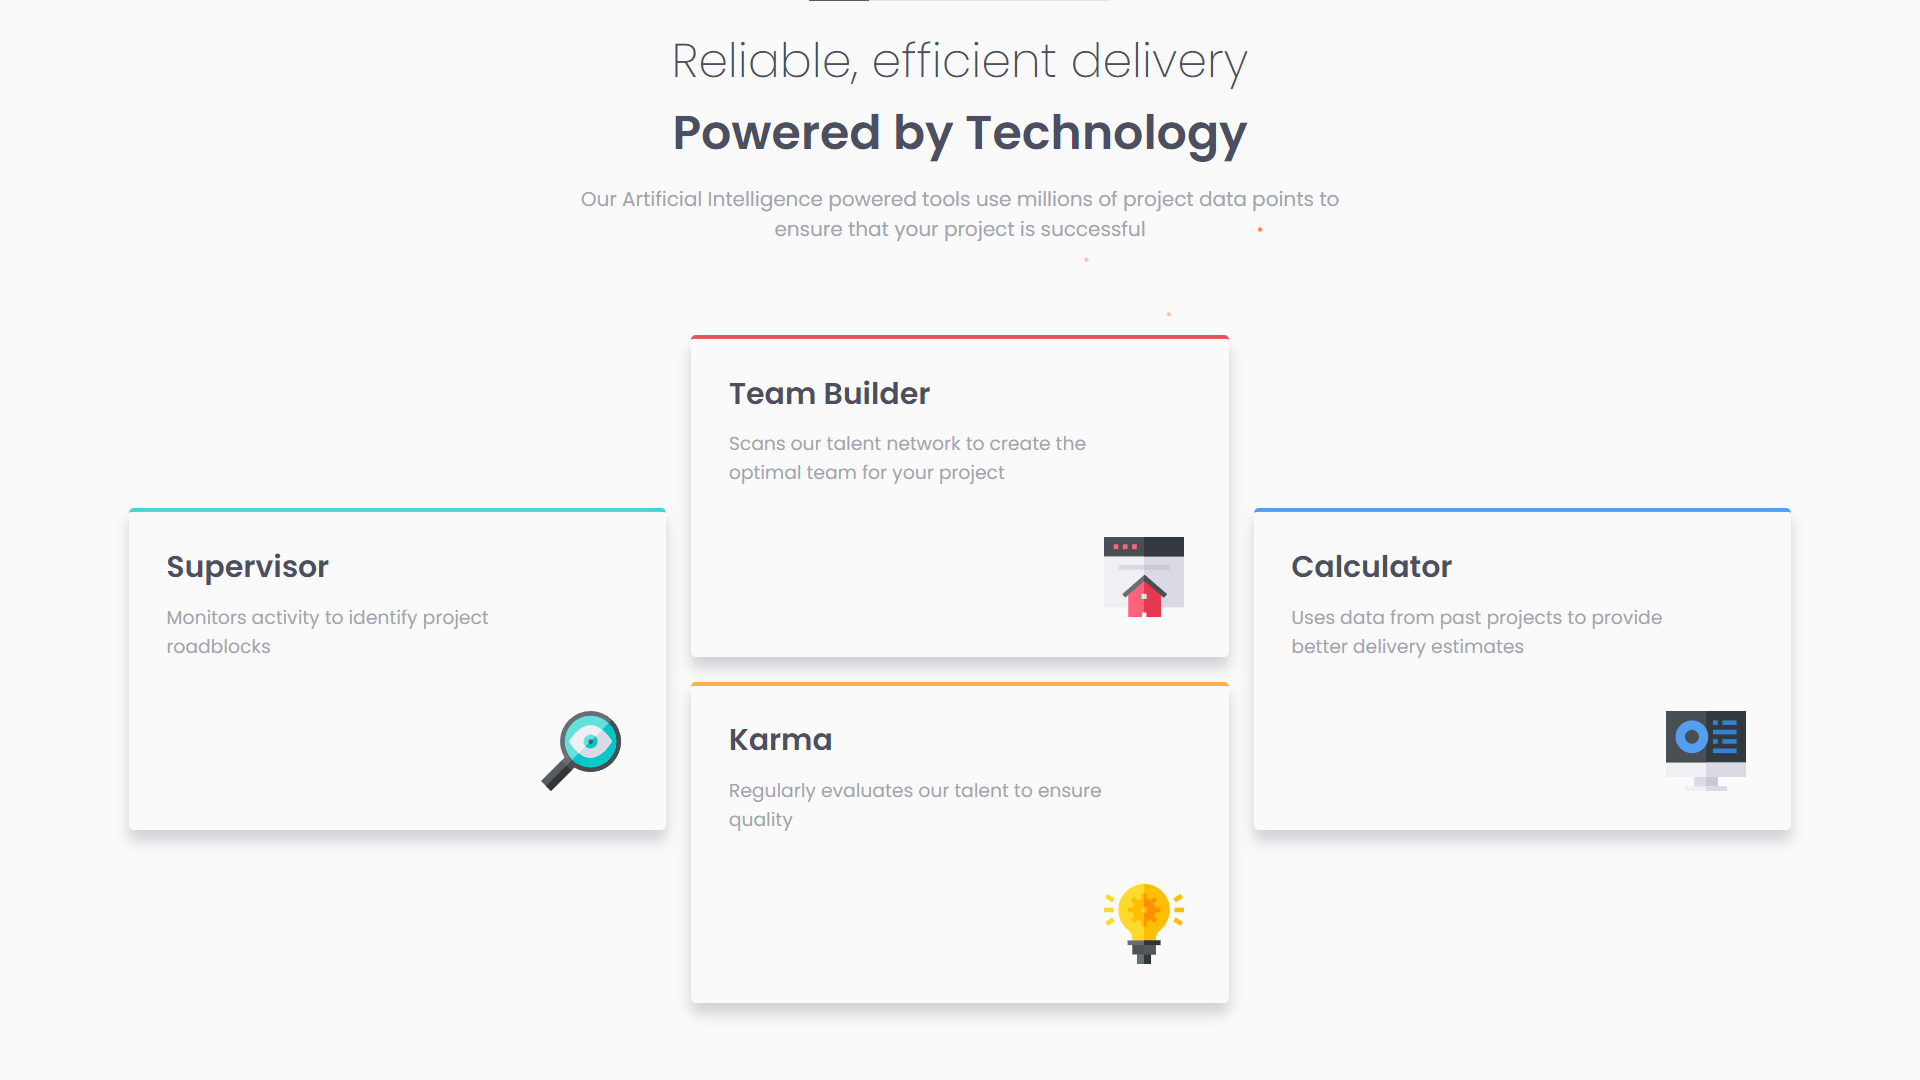 Reliable, efficient delivery
Powered by Technology
Our Artificial Intelligence powered tools use millions of project data points to
ensure that your project is successful
Supervisor
Monitors activity to identify project
roadblocks
Team Builder
Scans our talent network to create the
optimal team for your project
Karma
Regularly evaluates our talent to ensure
quality
Calculator
Uses data from past projects to provide
better delivery estimates